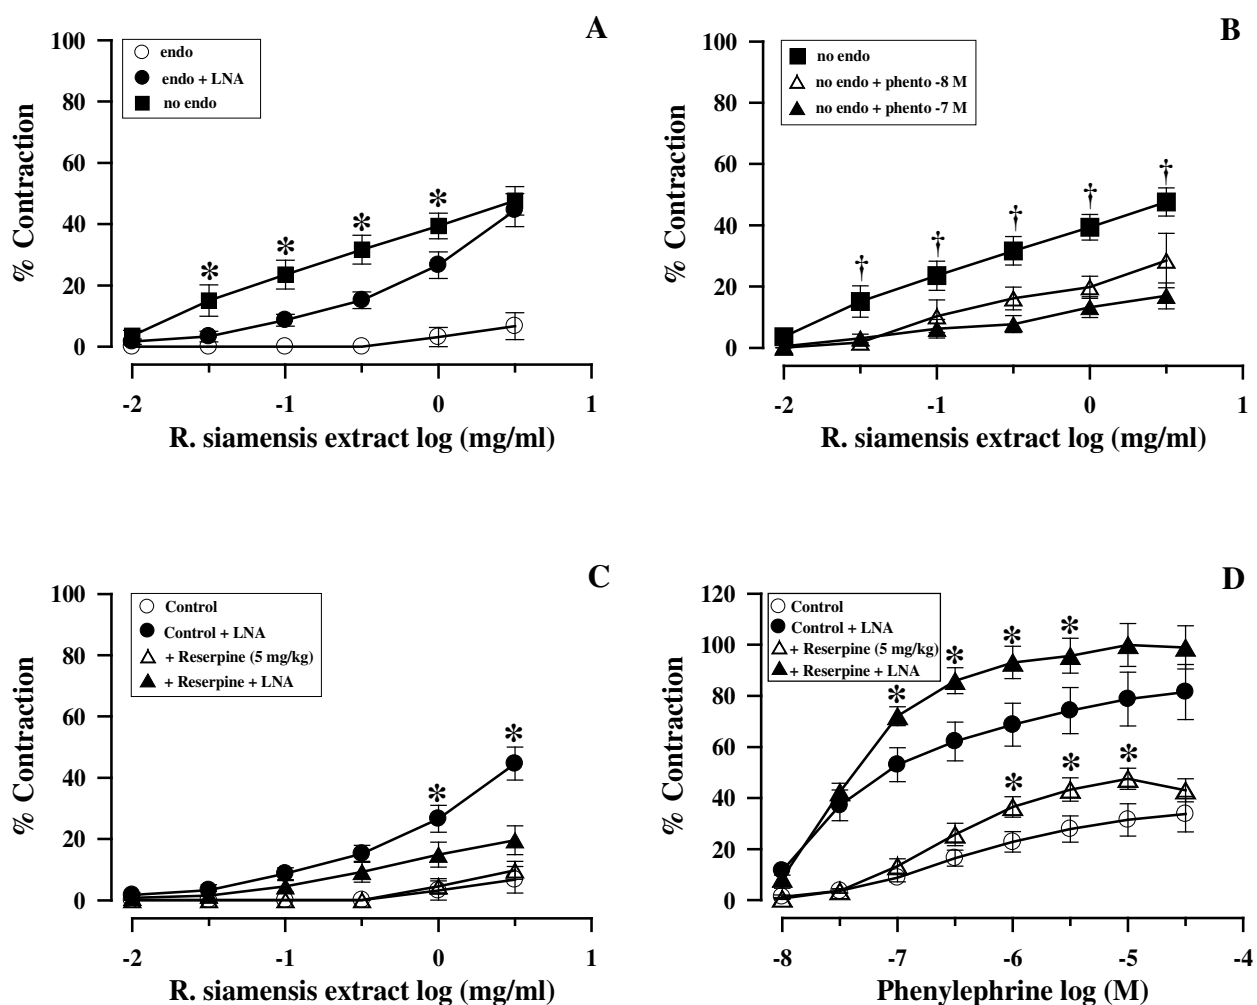 A
100
80
60
40
20
0
% Contraction
endo
endo + LNA
no endo
*
*
*
*
-2
-1
0
1
R. siamensis extract log (mg/ml)
B
100
80
60
40
20
0
% Contraction
no endo
no endo + phento -8 M
no endo + phento -7 M
†
†
†
†
†
-2
-1
0
1
R. siamensis extract log (mg/ml)
C
100
80
60
40
20
0
% Contraction
Control
Control + LNA
+ Reserpine (5 mg/kg)
+ Reserpine + LNA
*
*
-2
-1
0
1
R. siamensis extract log (mg/ml)
D
120
100
80
60
40
20
0
% Contraction
Control
Control + LNA
+ Reserpine (5 mg/kg)
+ Reserpine + LNA
*
*
*
*
*
*
*
-8
-7
-6
-5
-4
Phenylephrine log (M)